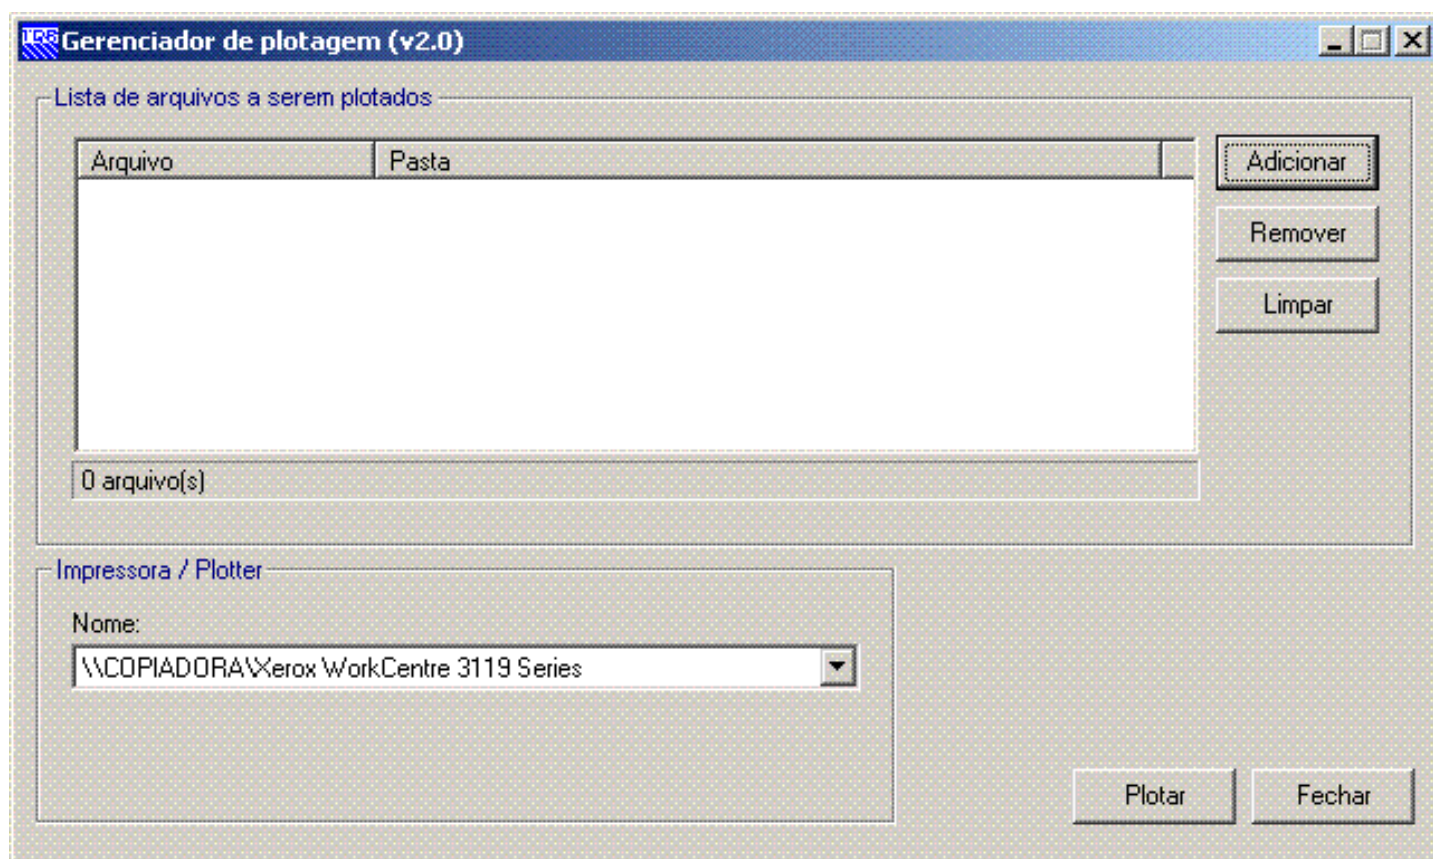 TRS Gerenciador de plotagem (v2.0)
Lista de arquivos a serem plotados
Arquivo Pasta
Adicionar
Remover
Limpar
0 arquivo(s)
Impressora / Plotter
Nome:
\\COPIADORA\Xerox WorkCentre 3119 Series
Plotar Fechar